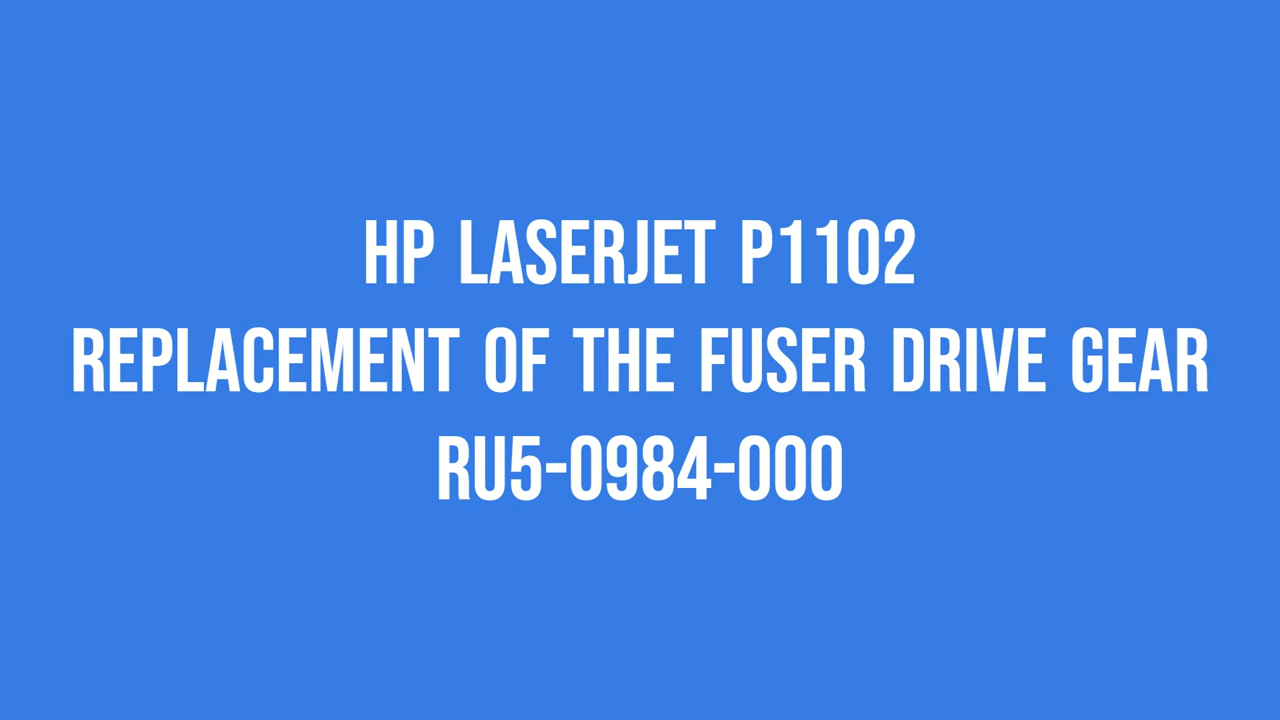 HP LASERJET P1102
REPLACEMENT OF THE FUSER DRIVE GEAR
RU5-0984-000